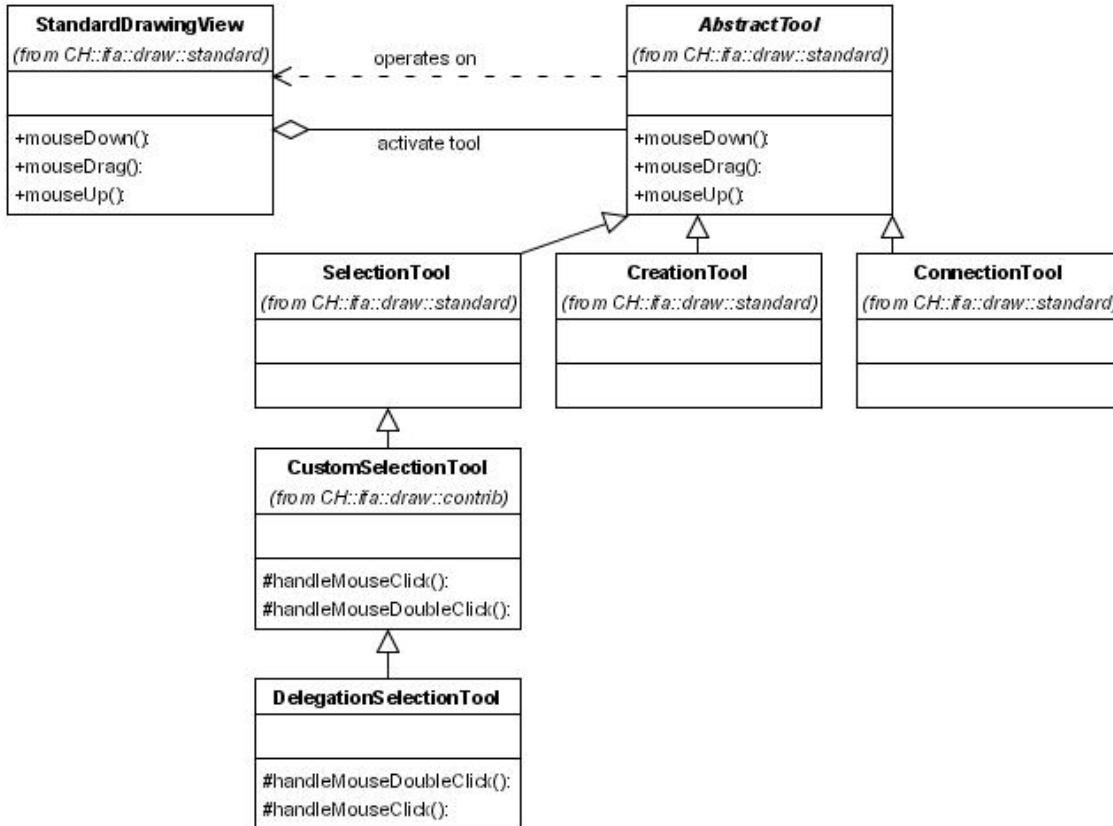 StandardDrawingView
(from CH::ifa::draw::standard)
+mouseDown():
+mouseDrag():
+mouseUp():
operates on
activate tool
AbstractTool
(from CH::ifa::draw::standard)
+mouseDown():
+mouseDrag():
+mouseUp():
SelectionTool
(from CH::ifa::draw::standard)
CreationTool
(from CH::ifa::draw::standard)
ConnectionTool
(from CH::ifa::draw::standard)
CustomSelectionTool
(from CH::ifa::draw::contrib)
#handleMouseClick():
#handleMouseDoubleClick():
DelegationSelectionTool
#handleMouseDoubleClick():
#handleMouseClick():